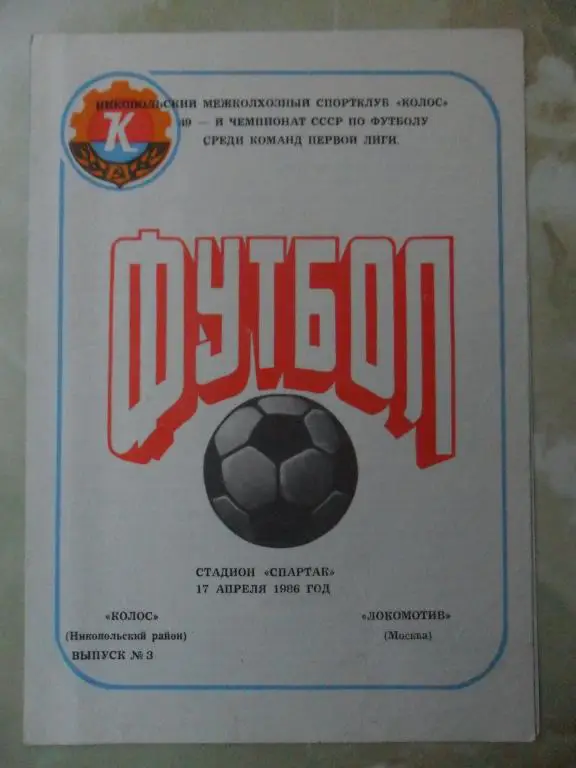 НИКОПОЛЬСКИЙ МЕЖКОЛХОЗНЫЙ СПОРТКЛУБ «КОЛОС»
49 — Й ЧЕМПИОНАТ СССР ПО ФУТБОЛУ
СРЕДИ КОМАНД ПЕРВОЙ ЛИГИ.
К
ФУТБОЛ
СТАДИОН «СПАРТАК»
17 АПРЕЛЯ 1986 ГОД
«КОЛОС» «ЛОКОМОТИВ»
(Никопольский район) (Москва)
ВЫПУСК № 3